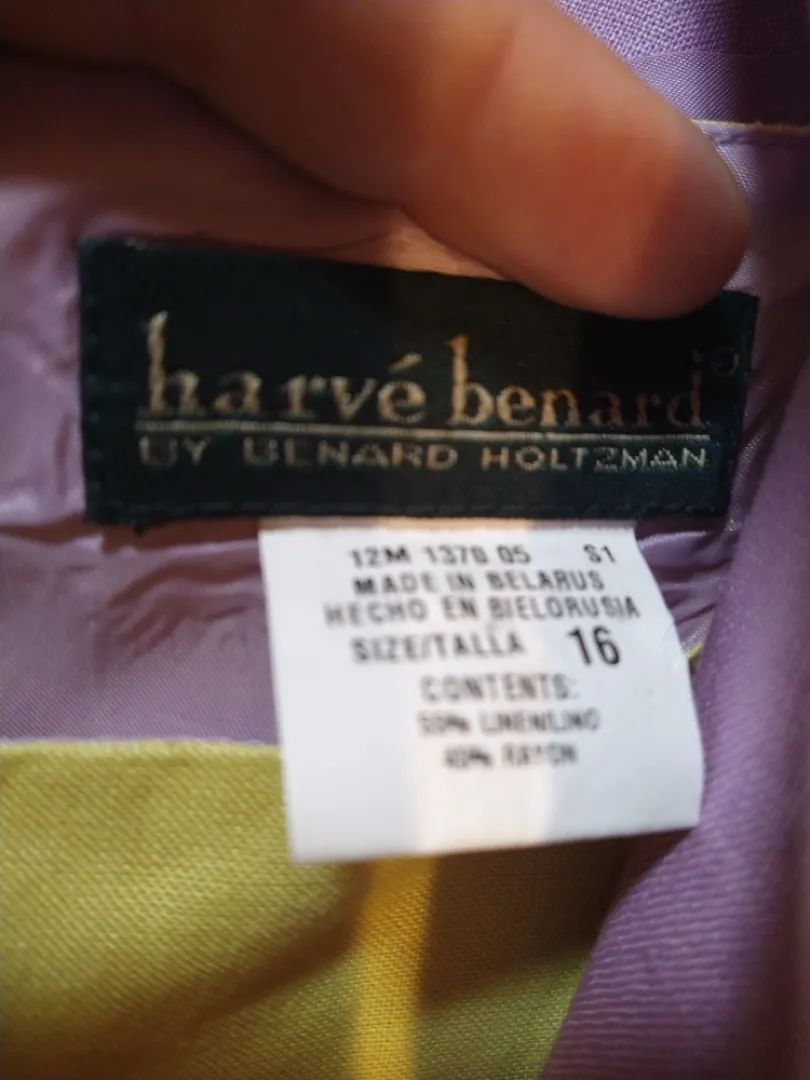 harvé benard
BY BENARD HOLTZMAN
12M 1370 05 S1
MADE IN BELARUS
HECHO EN BIELORUSIA
SIZE/TALLA 16
CONTENTS:
LINEN/LINO
RAYON